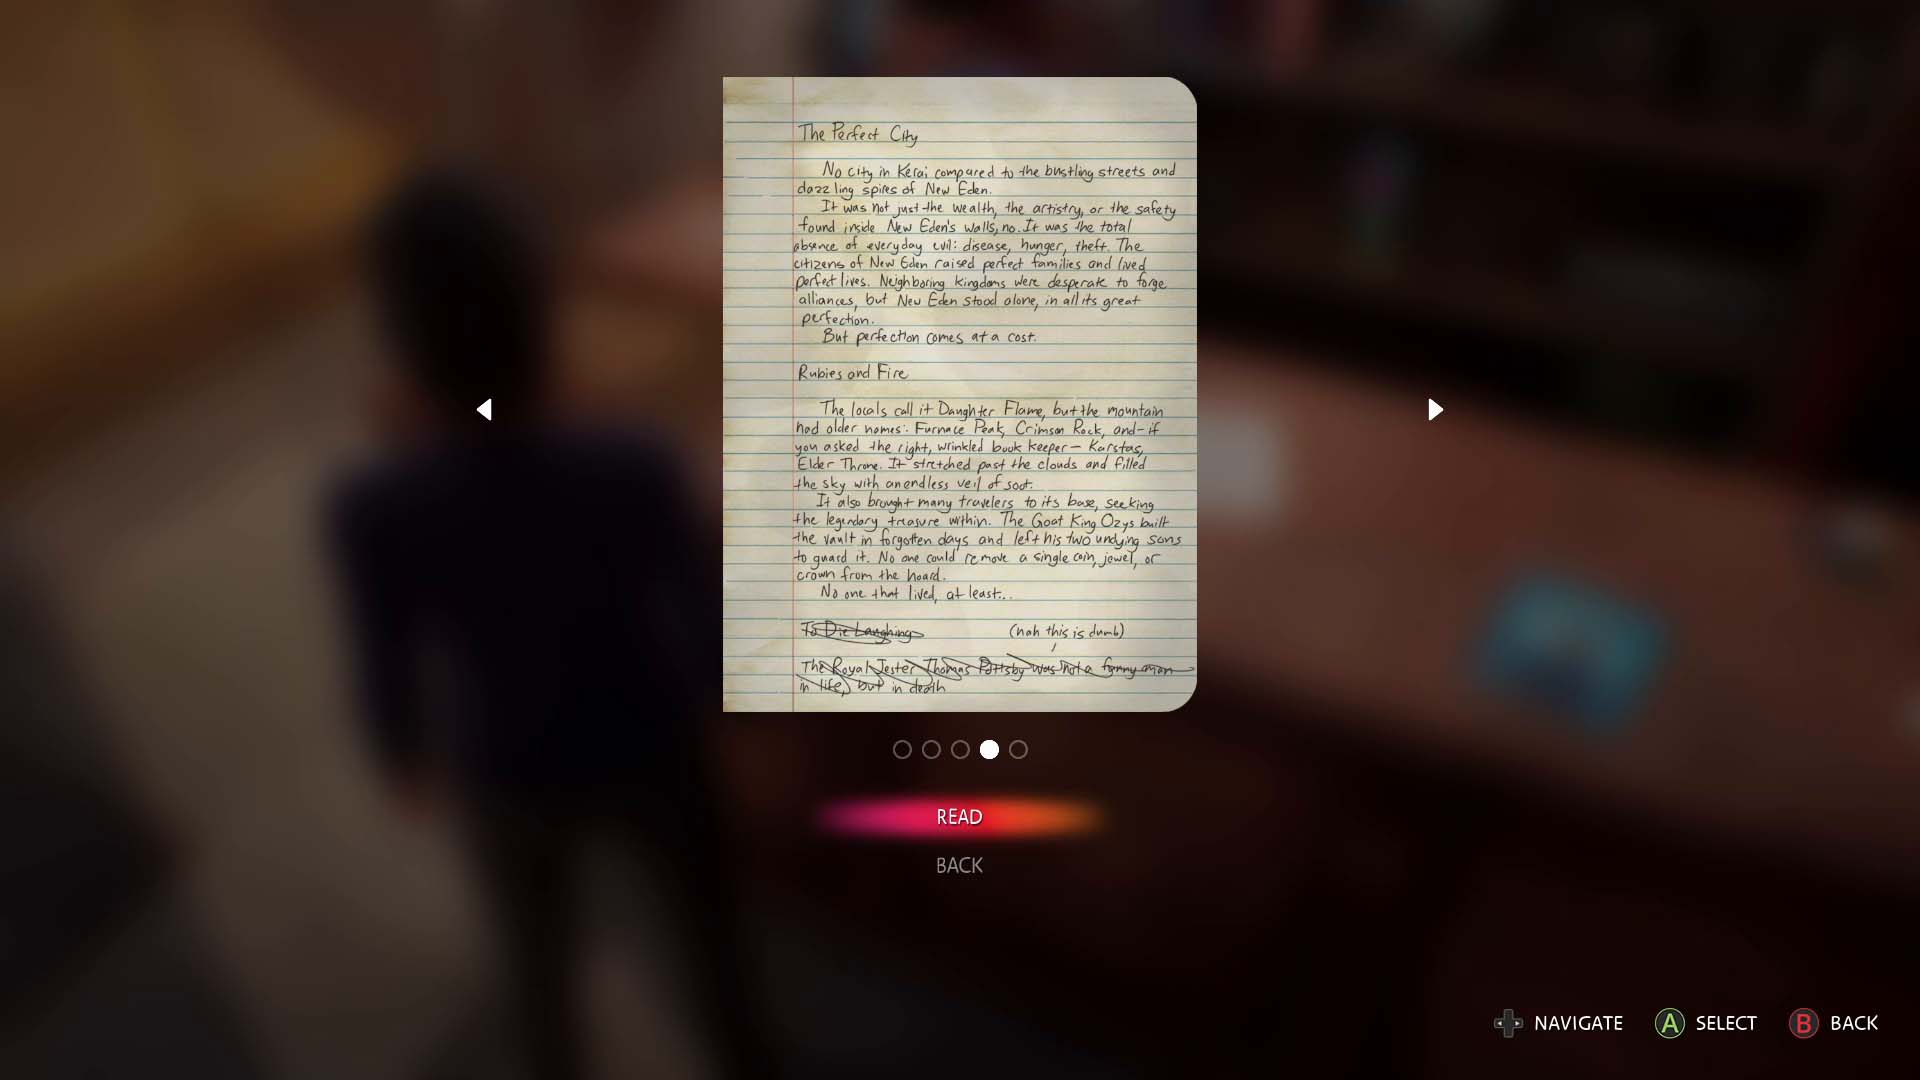 The Perfect City
No city in Kérai compared to the bustling streets and
dazzling spires of New Eden.
It was not just the wealth, the artistry, or the safety
found inside New Eden's walls, no. It was the total
absence of everyday evil: disease, hunger, theft. The
citizens of New Eden raised perfect families and lived
perfect lives. Neighboring kingdoms were desperate to forge
alliances, but New Eden stood alone, in all its great
perfection.
But perfection comes at a cost.
Rubies and Fire
The locals call it Daughter Flame, but the mountain
had older names: Furnace Peak, Crimson Rock, and—if
you asked the right, wrinkled book keeper— Karstas,
Elder Throne. It stretched past the clouds and filled
the sky with an endless veil of soot.
It also brought many travelers to its base, seeking
the legendary treasure within. The Goat King Ozys built
the vault in forgotten days and left his two undying sons
to guard it. No one could remove a single coin, jewel, or
crown from the hoard.
No one that lived, at least...
To Die Laughing (nah this is dumb)
The Royal Jester Thomas Pottsby was not a funny man
in life, but in death
READ
BACK
NAVIGATE A SELECT B BACK